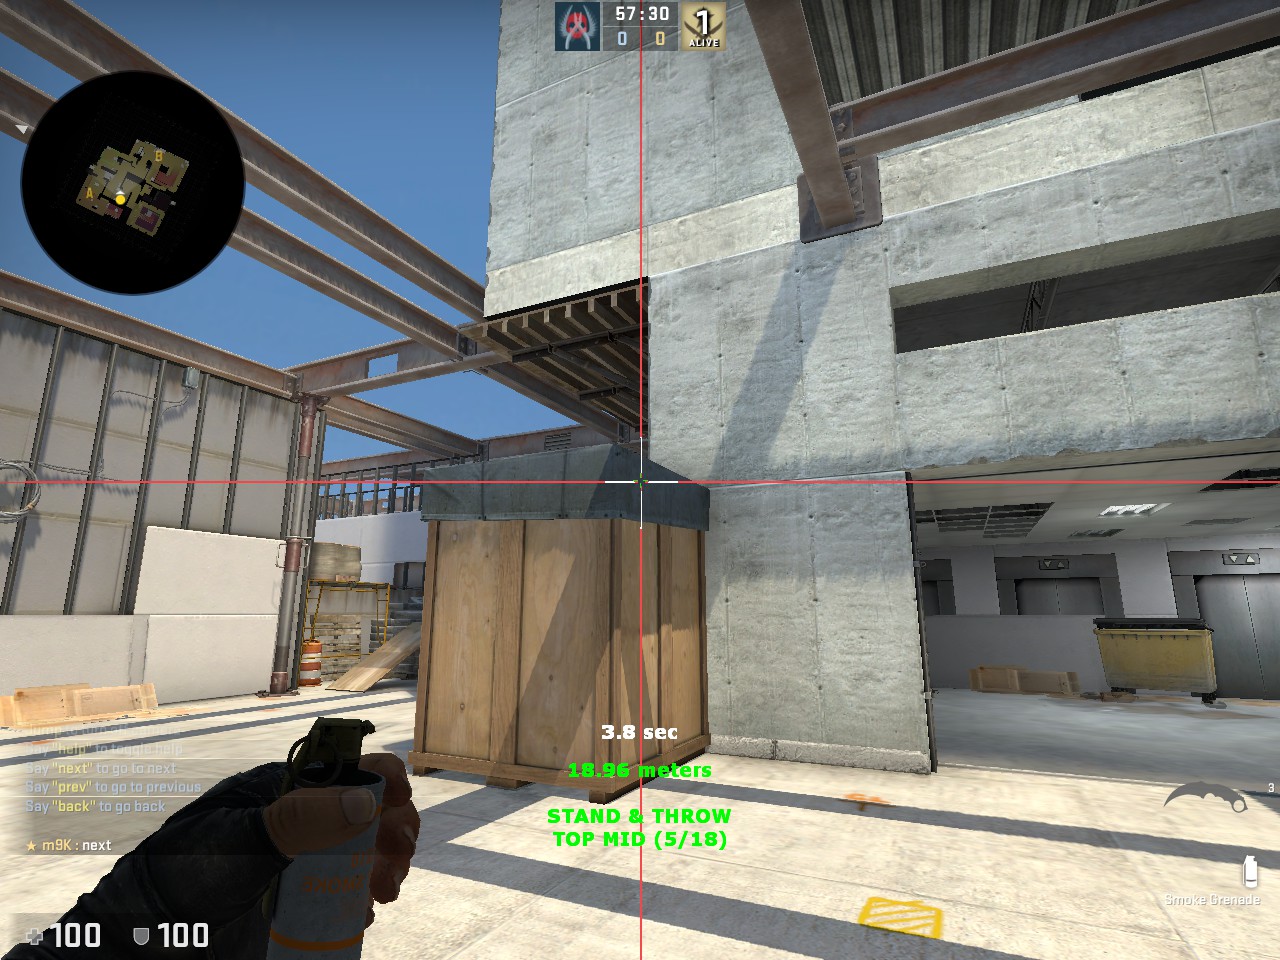 57:30
0 0
1
ALIVE
B
A
Say "help" to toggle help
Say "next" to go to next
Say "prev" to go to previous
Say "back" to go back
★ m9K : next
3.8 sec
18.96 meters
STAND & THROW
TOP MID (5/18)
3
Smoke Grenade
100 100